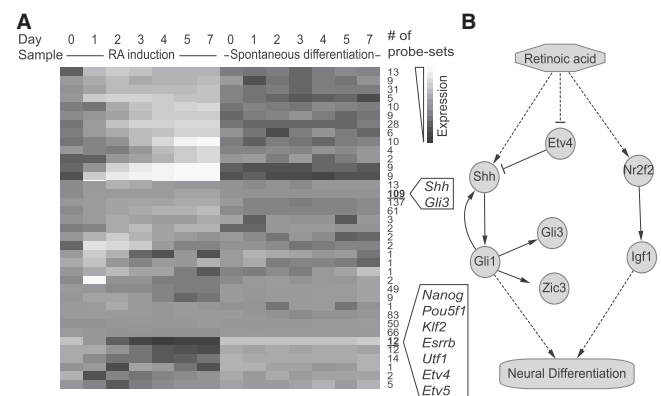 A
B
Day 0 1 2 3 4 5 7 0 1 2 3 4 5 7
Sample RA induction Spontaneous differentiation
# of
probe-sets
13
9
31
5
10
9
28
6
10
4
2
9
9
13
109
137
61
3
2
2
2
1
1
1
2
49
9
1
83
50
66
12
12
14
1
2
5
Expression
Shh
Gli3
Nanog
Pou5f1
Klf2
Esrrb
Utf1
Etv4
Etv5
Retinoic acid
Etv4
Shh
Nr2f2
Gli3
Gli1
Igf1
Zic3
Neural Differentiation